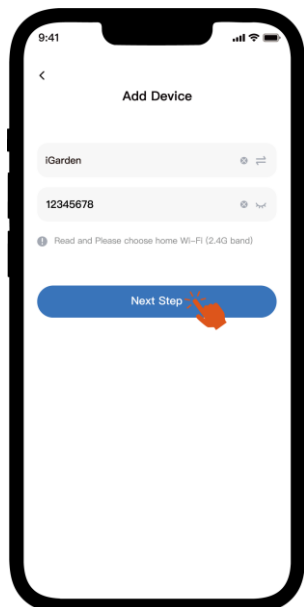 9:41
Add Device
iGarden
12345678
Read and Please choose home Wi-Fi (2.4G band)
Next Step